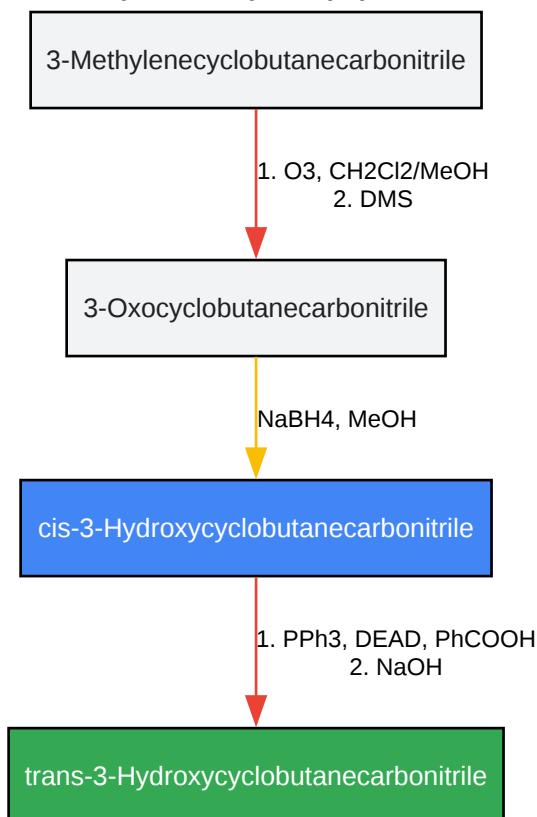 3-Methylenecyclobutanecarbonitrile
1. O3, CH2Cl2/MeOH
2. DMS
3-Oxocyclobutanecarbonitrile
NaBH4, MeOH
cis-3-Hydroxycyclobutanecarbonitrile
1. PPh3, DEAD, PhCOOH
2. NaOH
trans-3-Hydroxycyclobutanecarbonitrile